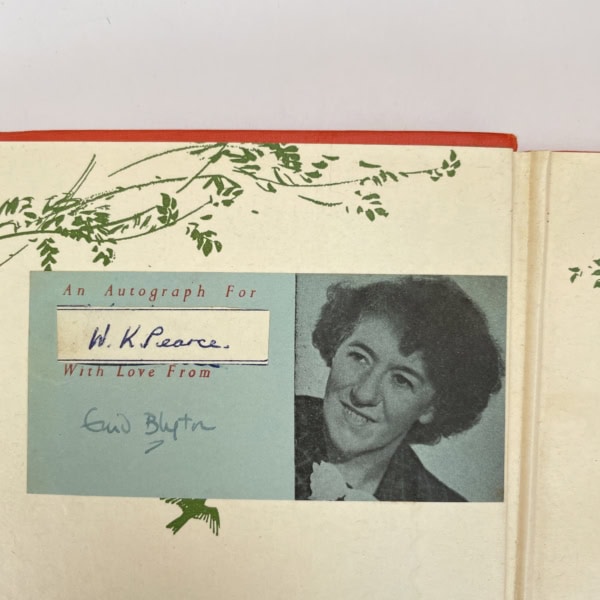 An Autograph For
W. K Pearce.
With Love From
Enid Blyton